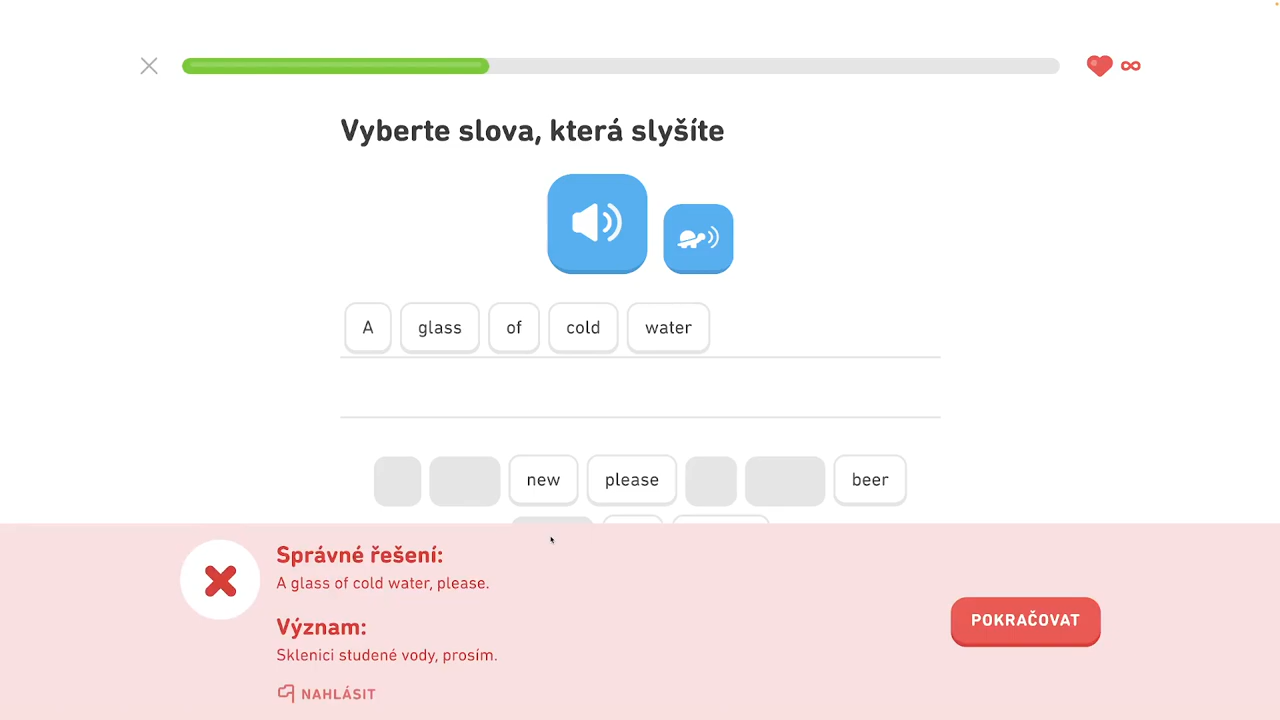 Vyberte slova, která slyšíte
A glass of cold water
new please beer
Správné řešení:
A glass of cold water, please.
Význam:
Sklenici studené vody, prosím.
POKRAČOVAT
NAHLÁSIT